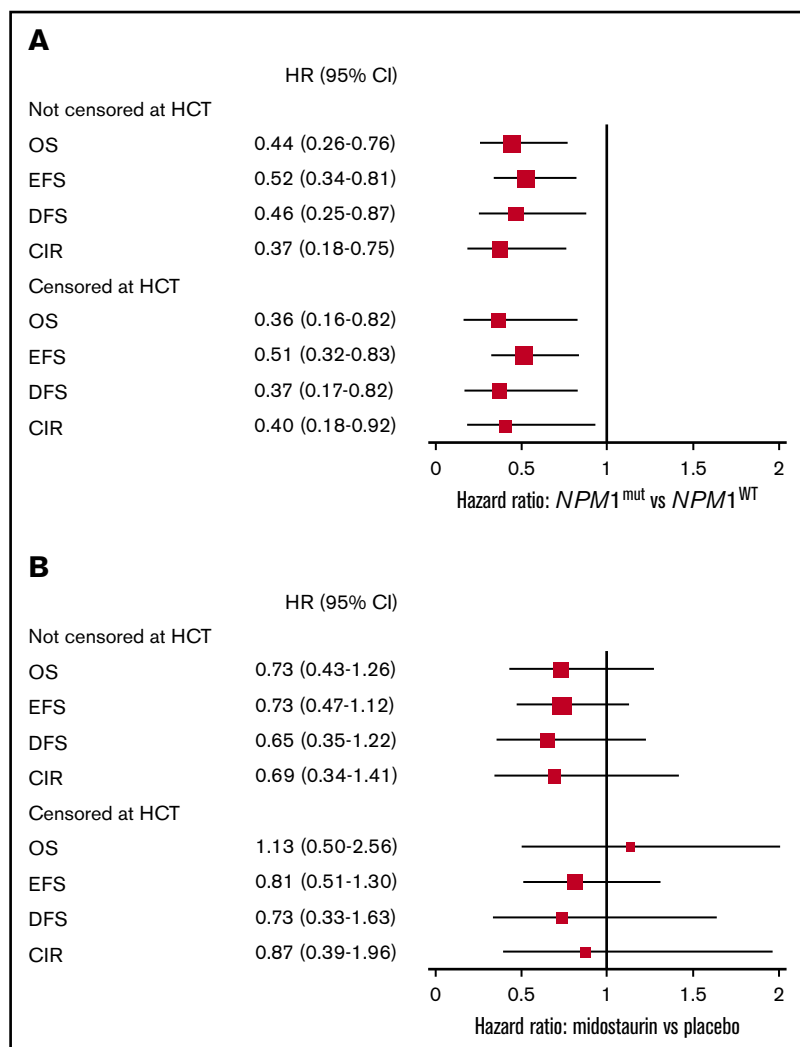 A
HR (95% CI)
Not censored at HCT
OS 0.44 (0.26-0.76)
EFS 0.52 (0.34-0.81)
DFS 0.46 (0.25-0.87)
CIR 0.37 (0.18-0.75)
Censored at HCT
OS 0.36 (0.16-0.82)
EFS 0.51 (0.32-0.83)
DFS 0.37 (0.17-0.82)
CIR 0.40 (0.18-0.92)
0 0.5 1 1.5 2
Hazard ratio: NPM1mut vs NPM1WT
B
HR (95% CI)
Not censored at HCT
OS 0.73 (0.43-1.26)
EFS 0.73 (0.47-1.12)
DFS 0.65 (0.35-1.22)
CIR 0.69 (0.34-1.41)
Censored at HCT
OS 1.13 (0.50-2.56)
EFS 0.81 (0.51-1.30)
DFS 0.73 (0.33-1.63)
CIR 0.87 (0.39-1.96)
0 0.5 1 1.5 2
Hazard ratio: midostaurin vs placebo